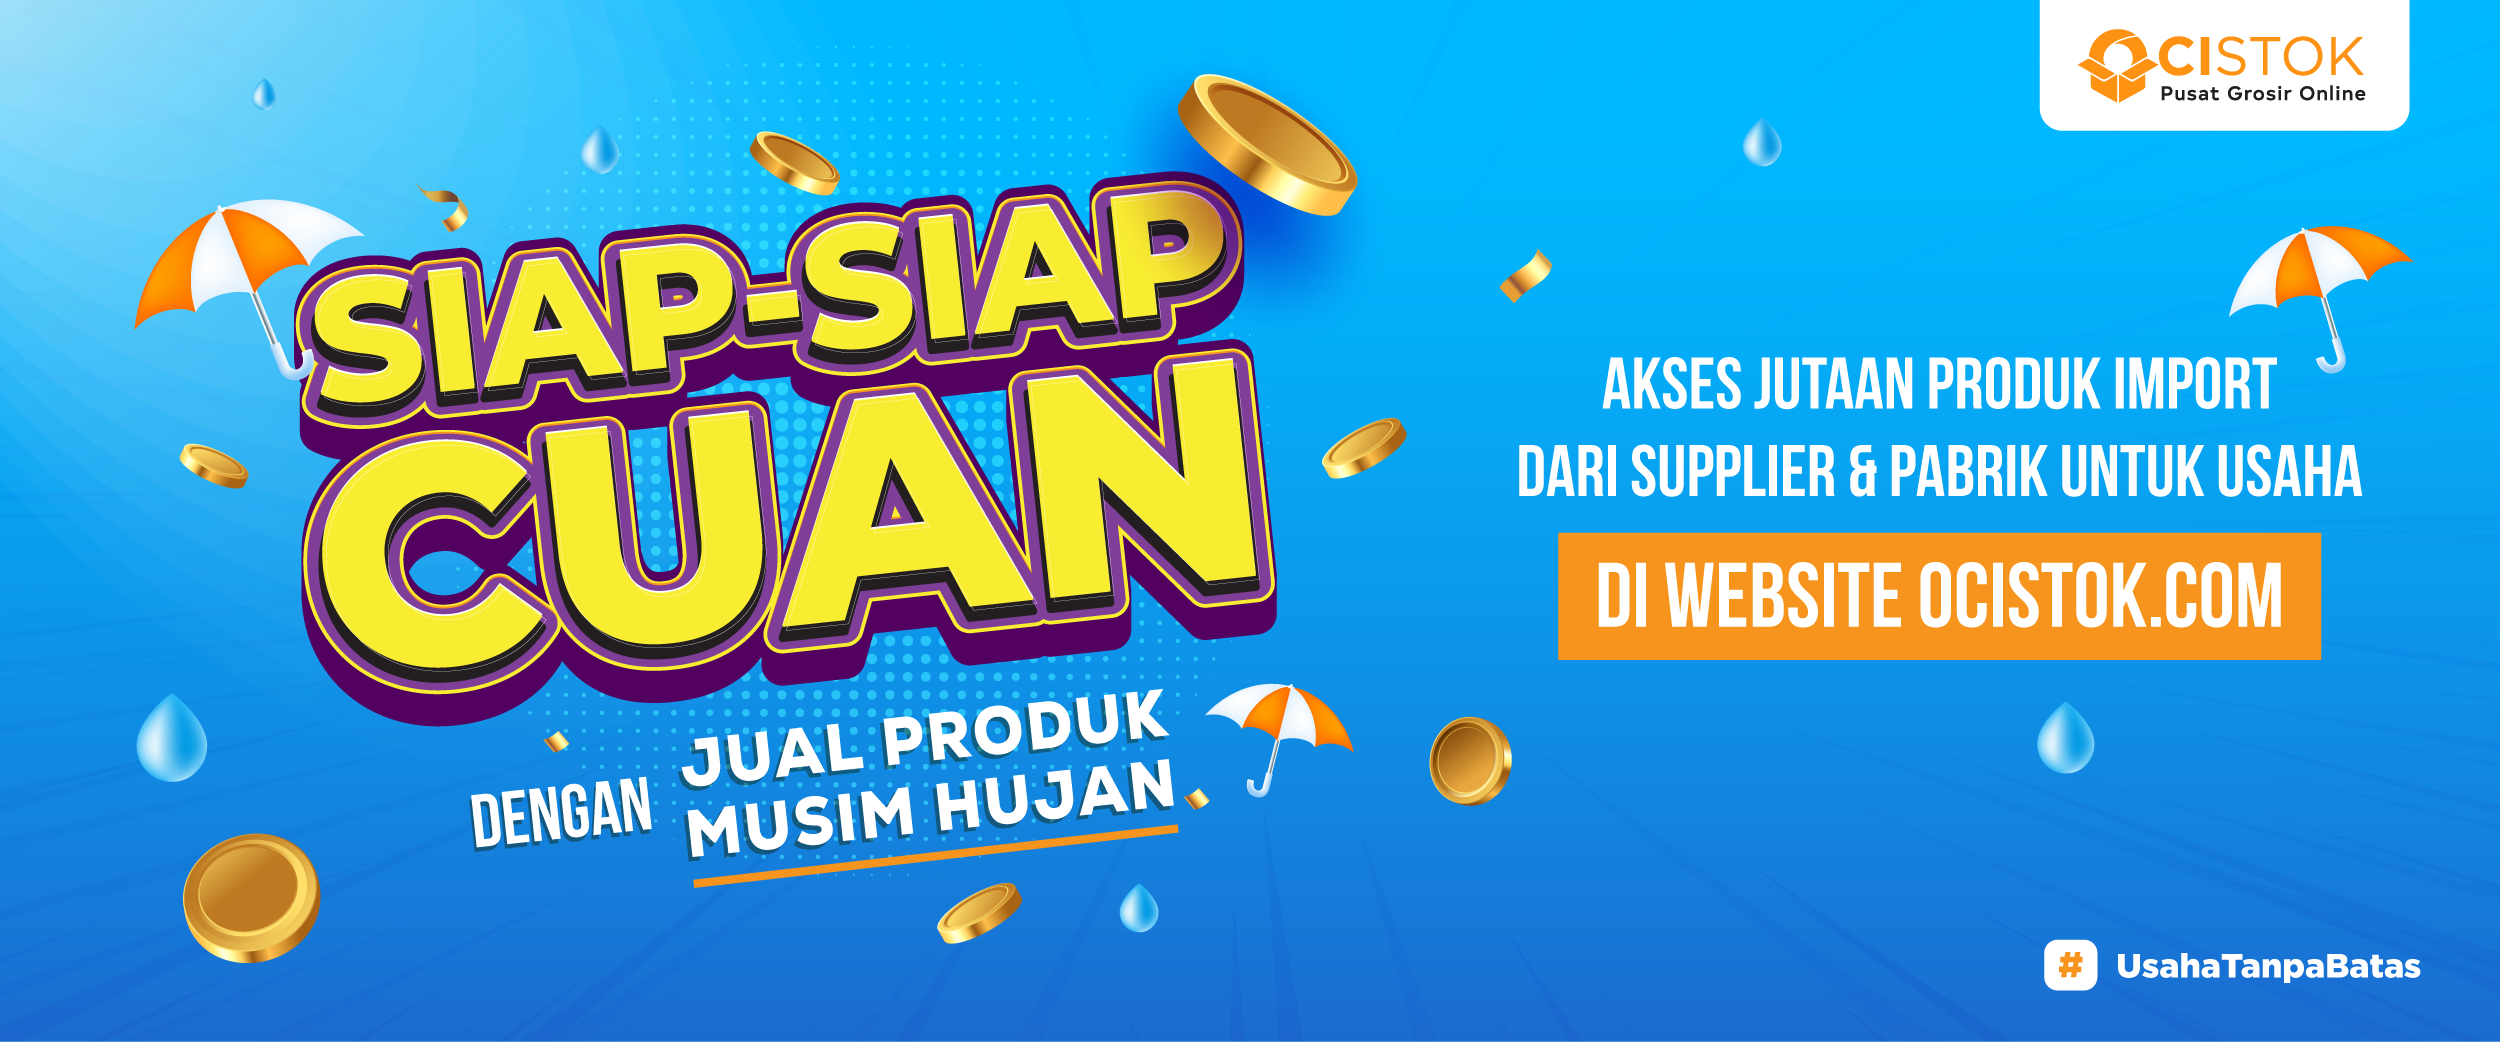 OCISTOK
Pusat Grosir Online
SIAP-SIAP
CUAN
DENGAN
JUAL PRODUK
MUSIM HUJAN
AKSES JUTAAN PRODUK IMPORT
DARI SUPPLIER & PABRIK UNTUK USAHA
DI WEBSITE OCISTOK.COM
# UsahaTanpaBatas